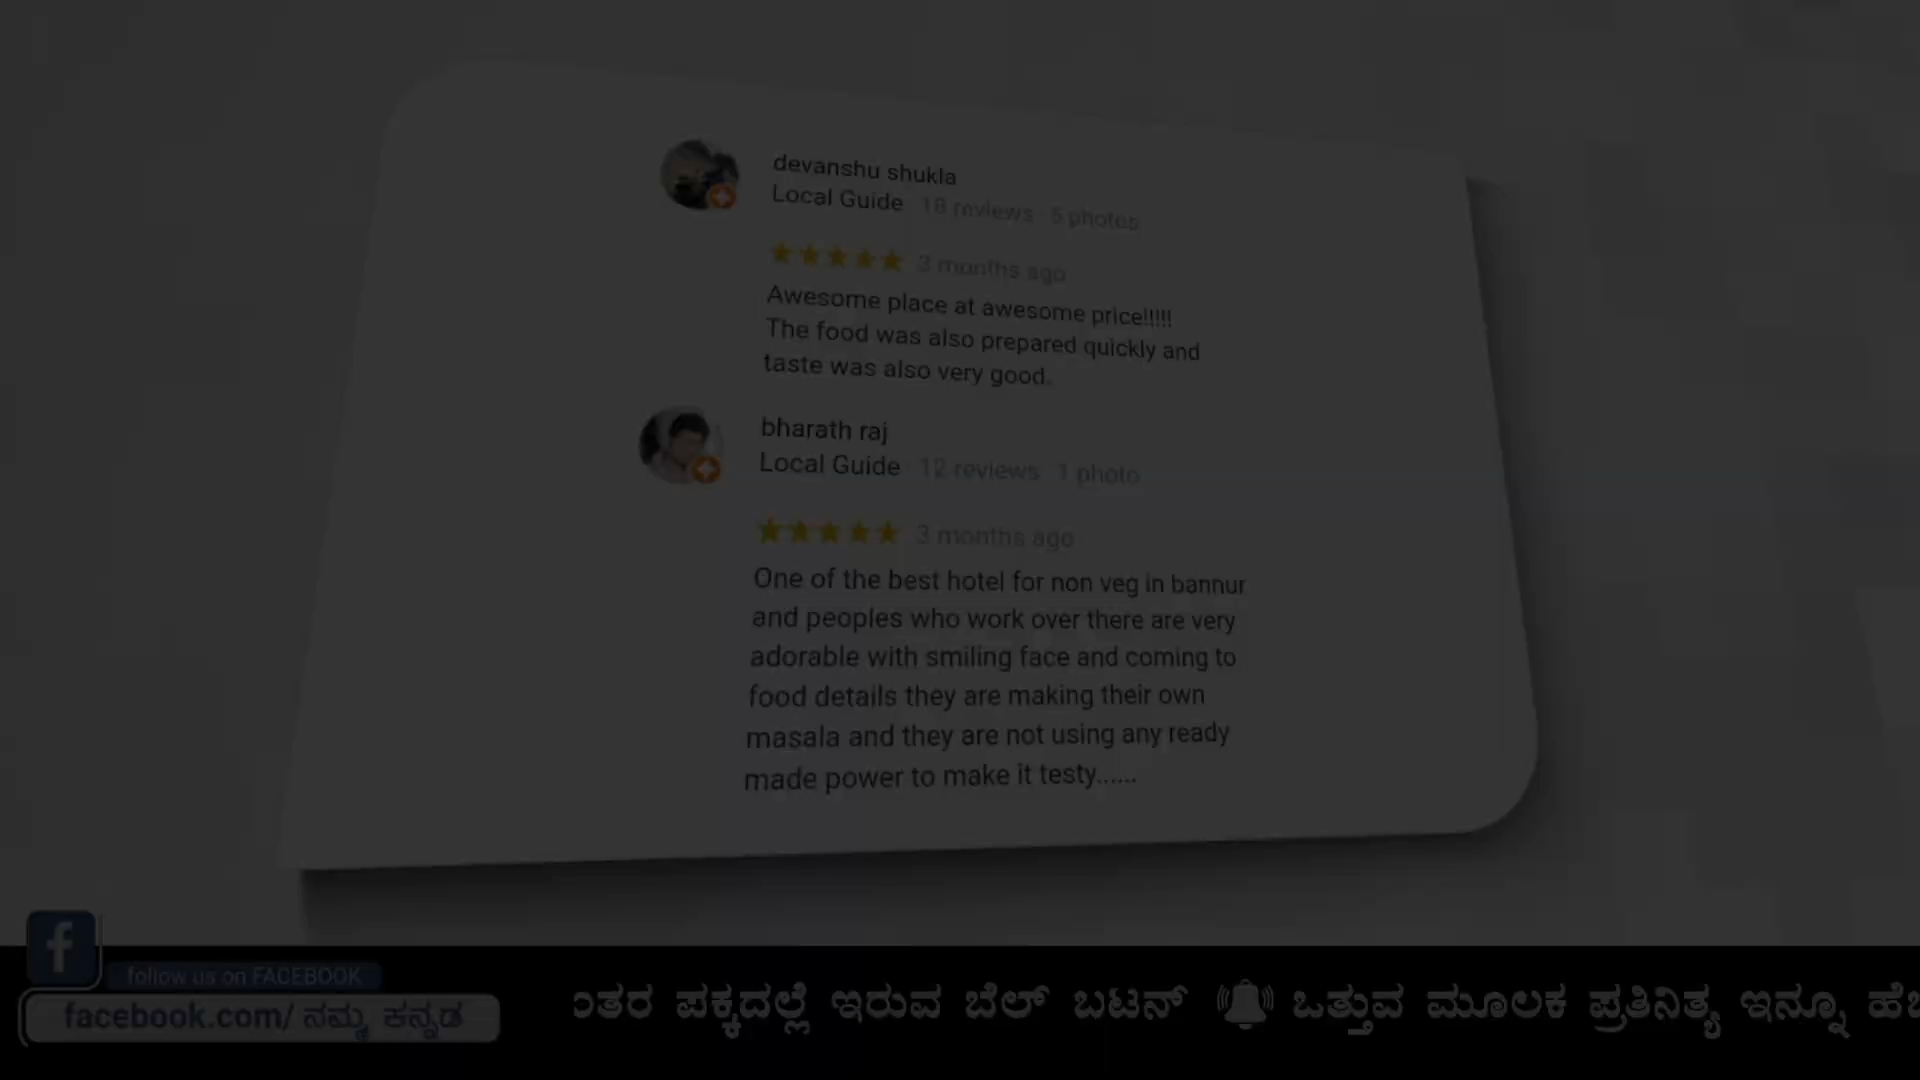 devanshu shukla
Local Guide 18 reviews · 5 photos
★★★★★ 3 months ago
Awesome place at awesome price!!!!!
The food was also prepared quickly and
taste was also very good.
bharath raj
Local Guide · 12 reviews · 1 photo
★★★★★ 3 months ago
One of the best hotel for non veg in bannur
and peoples who work over there are very
adorable with smiling face and coming to
food details they are making their own
masala and they are not using any ready
made power to make it testy......
follow us on FACEBOOK
facebook.com/ ನಮ್ಮ ಕನ್ನಡ
ಪಕ್ಕದಲ್ಲೆ ಇರುವ ಬೆಲ್ ಬಟನ್ ಒತ್ತುವ ಮೂಲಕ ಪ್ರತಿನಿತ್ಯ ಇನ್ನೂ